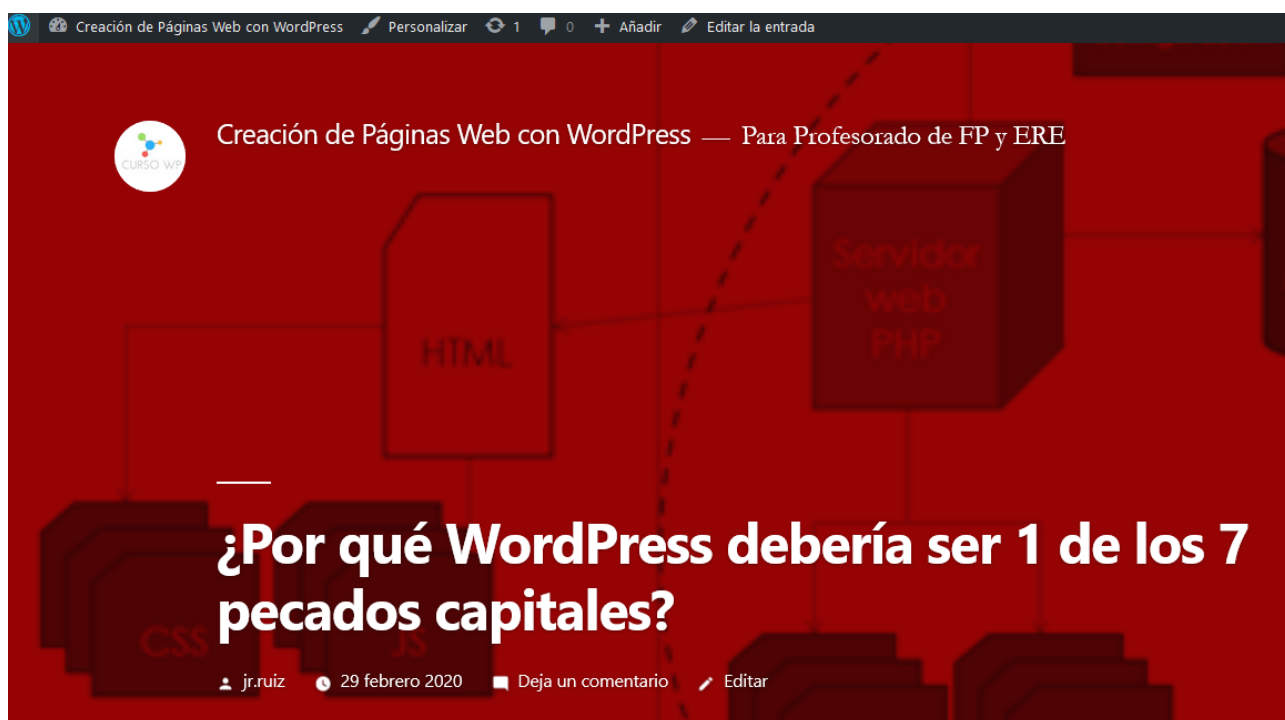 Creación de Páginas Web con WordPress Personalizar 1 0 + Añadir Editar la entrada
CURSO WP
Creación de Páginas Web con WordPress — Para Profesorado de FP y ERE
Servidor
web
PHP
HTML
¿Por qué WordPress debería ser 1 de los 7
pecados capitales?
CSS
JS
jr.ruiz 29 febrero 2020 Deja un comentario Editar